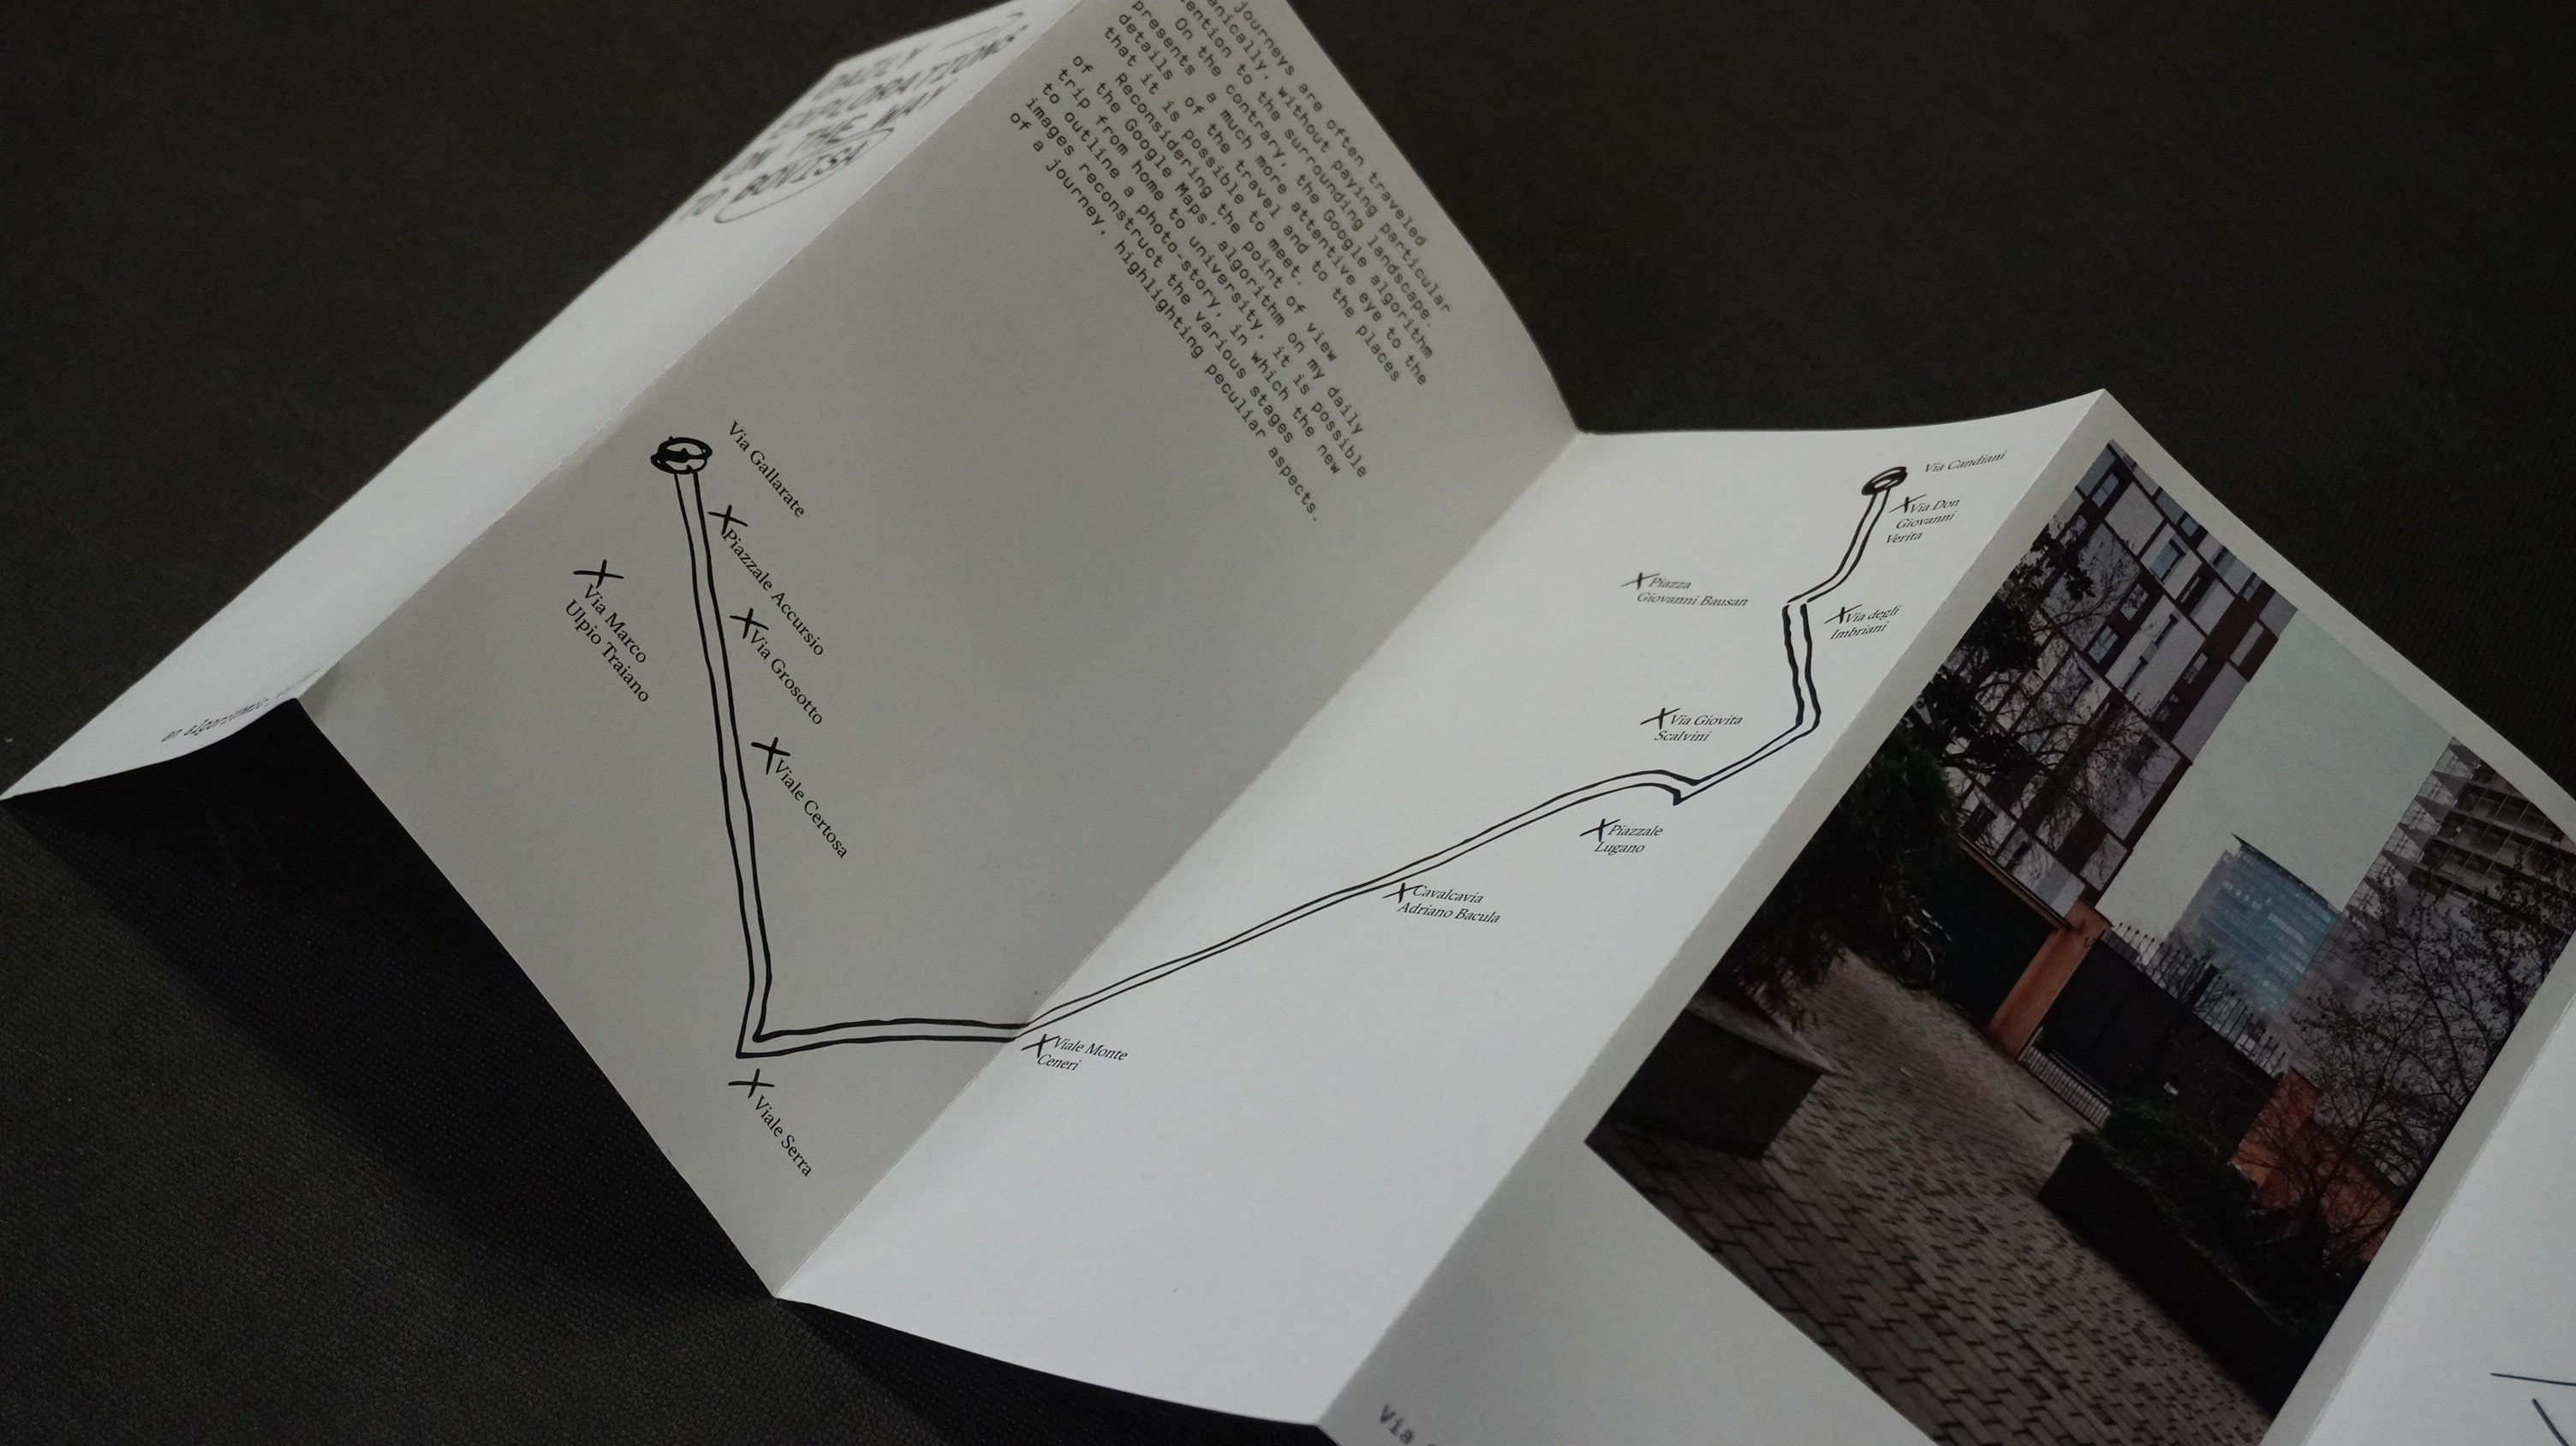 DAILY
EXPLORATIONS
ON THE WAY
TO BOVISA
journeys are often traveled
without paying particular
to the surrounding landscape.
On the contrary, the Google algorithm
presents a much more attentive eye to the
details of the travel and to the places
that it is possible to meet.
Reconsidering the point of view
of the Google Maps' algorithm on my daily
trip from home to university, it is possible
to outline a photo-story, in which the new
images reconstruct the various stages
of a journey, highlighting peculiar aspects.
Via Gallarate
Piazzale Accursio
Via Marco
Ulpio Traiano
Via Grosotto
Viale Certosa
Viale Serra
Viale Monte
Ceneri
Cavalcavia
Adriano Bacula
Piazzale
Lugano
Via Giovita
Scalvini
Via degli
Imbriani
Piazza
Giovanni Bausan
Via Don
Giovanni
Verita
Via Candiani
Via